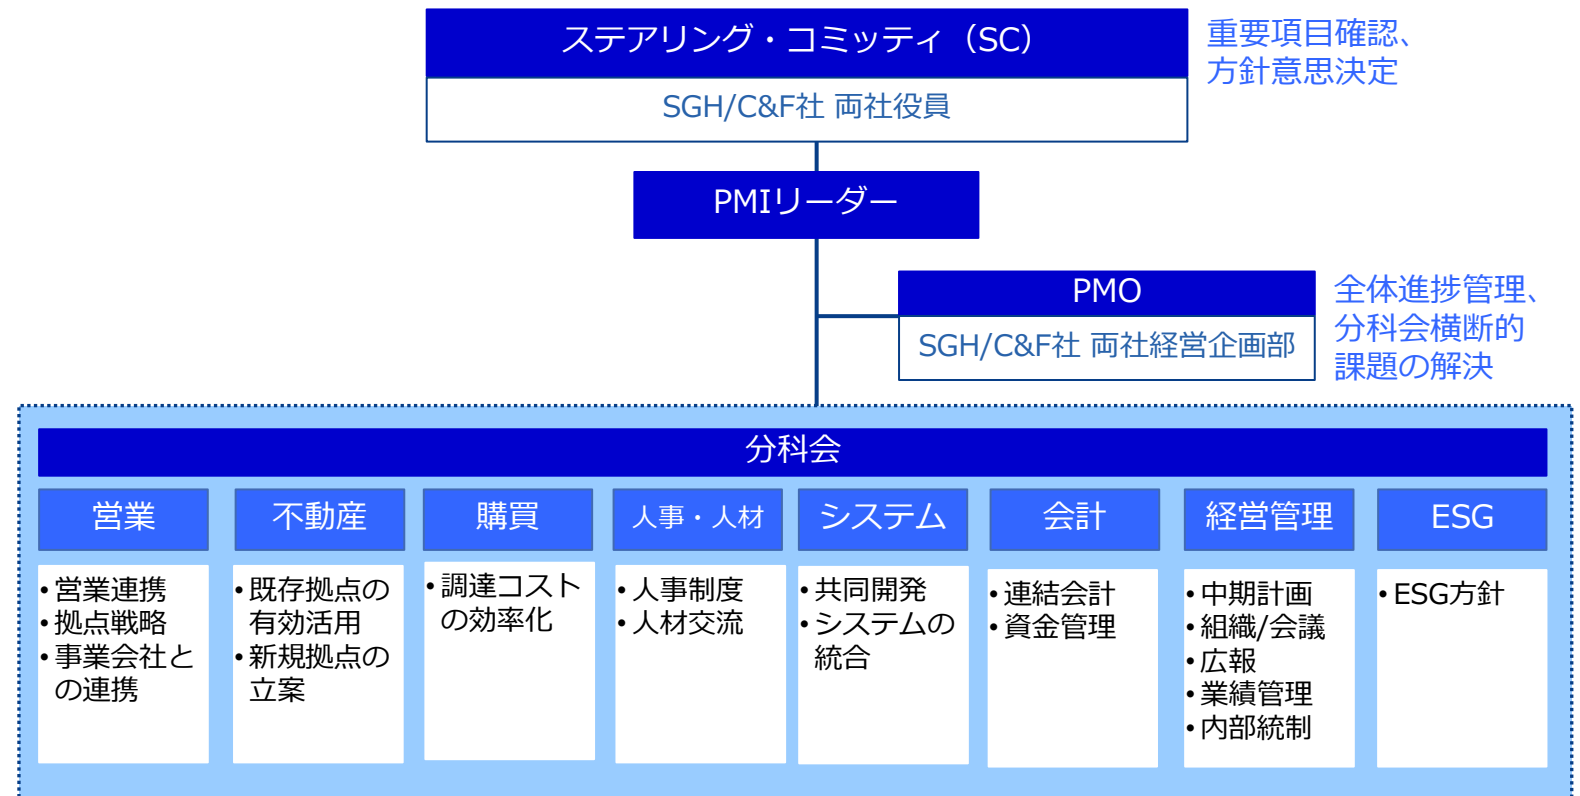 ステアリング・コミッティ（SC）
重要項目確認、
方針意思決定
SGH/C&F社 両社役員
PMIリーダー
PMO
SGH/C&F社 両社経営企画部
全体進捗管理、
分科会横断的
課題の解決
分科会
営業
•営業連携
•拠点戦略
•事業会社と
の連携
不動産
•既存拠点の
有効活用
•新規拠点の
立案
購買
•調達コスト
の効率化
人事・人材
•人事制度
•人材交流
システム
•共同開発
•システムの
統合
会計
•連結会計
•資金管理
経営管理
•中期計画
•組織/会議
•広報
•業績管理
•内部統制
ESG
•ESG方針